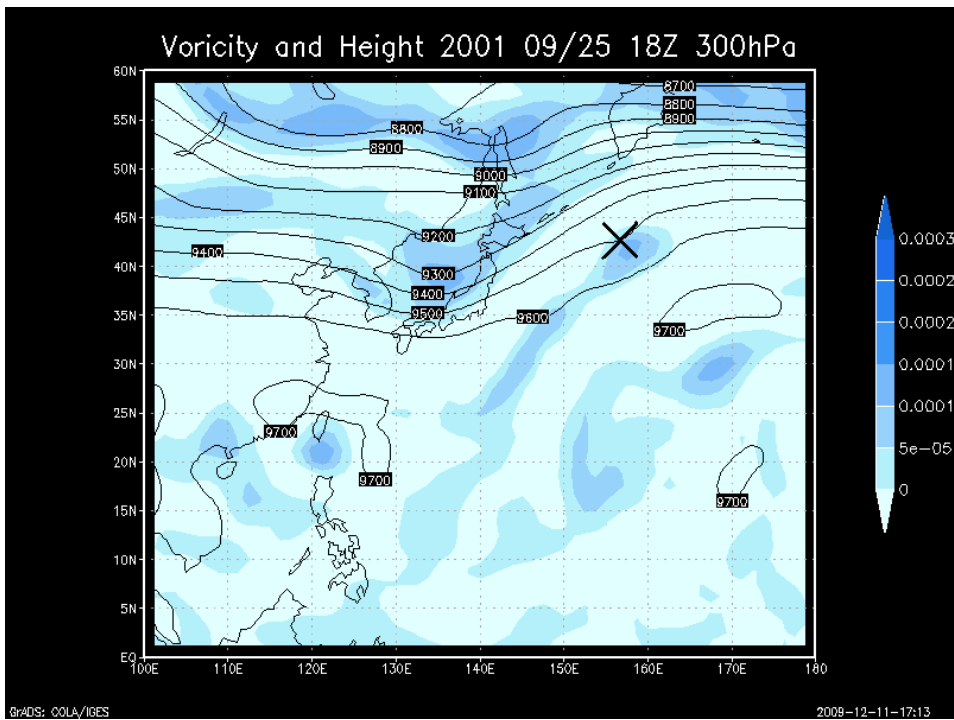 Voricity and Height 2001 09/25 18Z 300hPa
60N
55N
50N
45N
40N
35N
30N
25N
20N
15N
10N
5N
EQ
100E 110E 120E 130E 140E 150E 160E 170E 180
8700
8800
8900
8800
8900
9000
9100
9200
9400
9300
9400
9500
9600
9700
9700
9700
9700
0.0003
0.0002
0.0002
0.0001
0.0001
5e-05
0
GrADS: COLA/IGES
2009-12-11-17:13